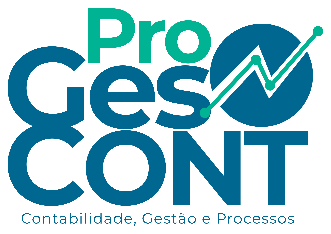 Pro
Ges
CONT
Contabilidade, Gestão e Processos